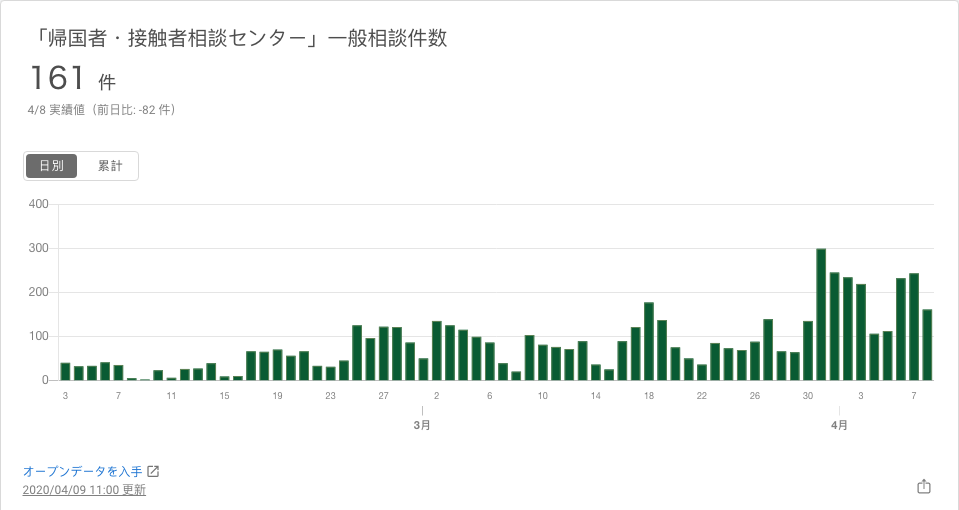 「帰国者・接触者相談センター」一般相談件数
161 件
4/8 実績値（前日比: -82 件）
日別 累計
400
300
200
100
0
3 7 11 15 19 23 27 2 6 10 14 18 22 26 30 3 7
3月 4月
オープンデータを入手
2020/04/09 11:00 更新